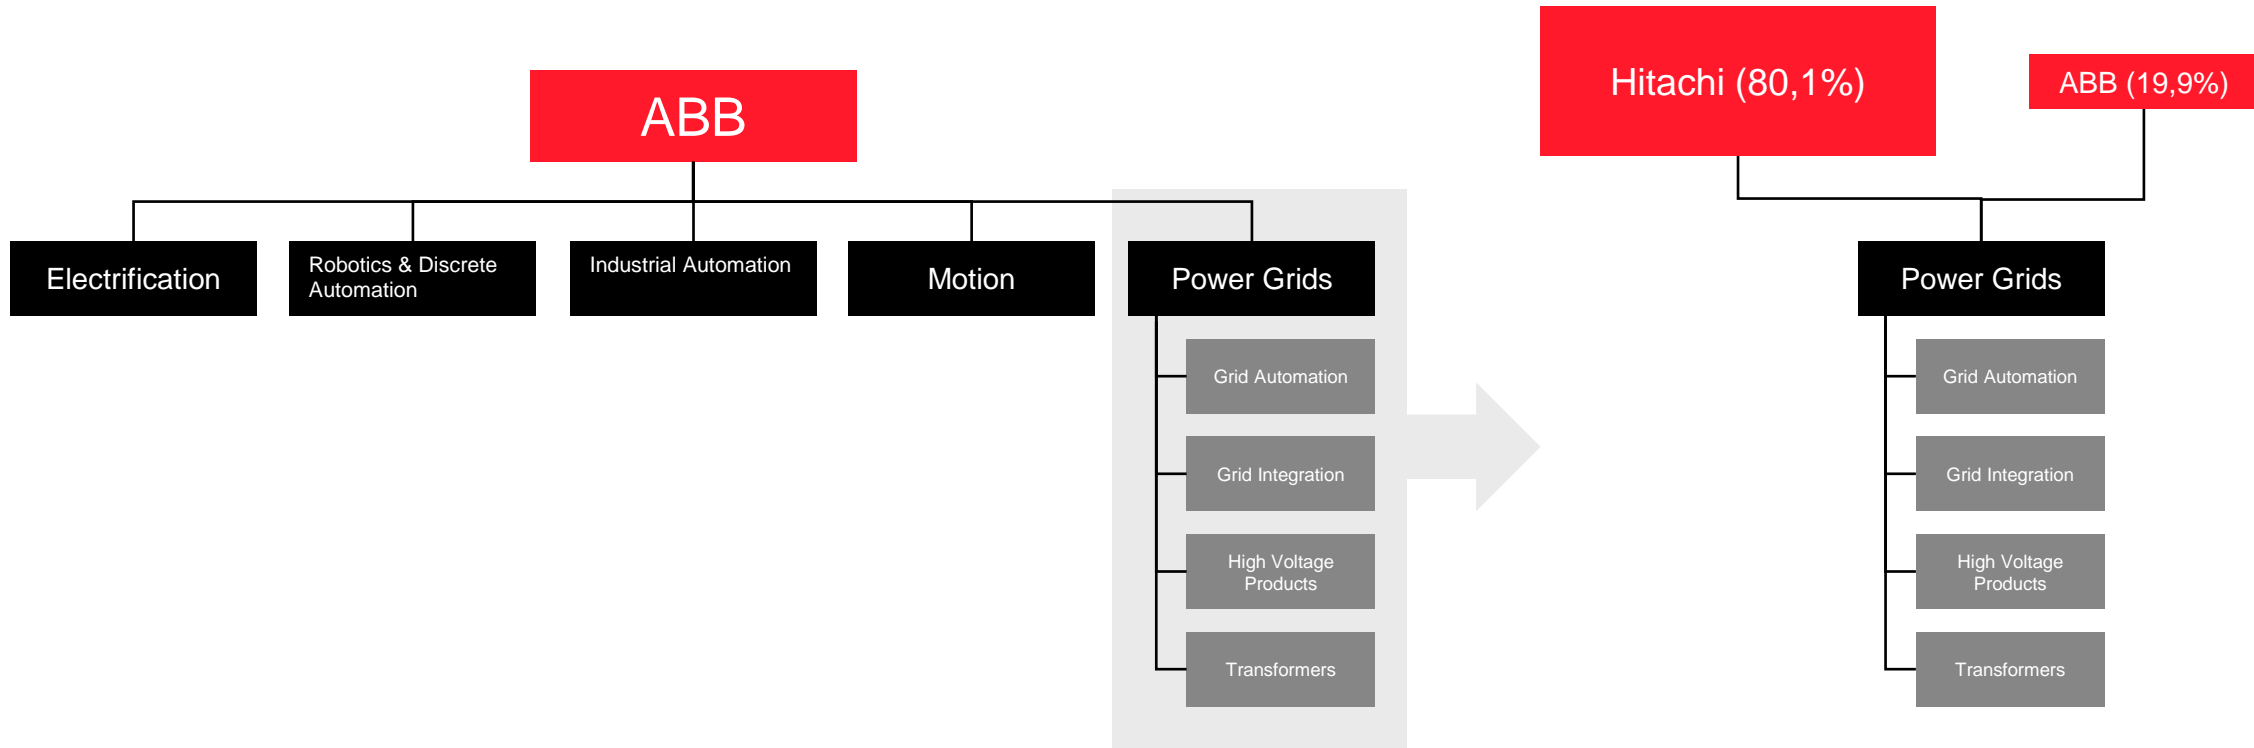 ABB
Electrification
Robotics & Discrete
Automation
Industrial Automation
Motion
Power Grids
Grid Automation
Grid Integration
High Voltage
Products
Transformers
Hitachi (80,1%)
ABB (19,9%)
Power Grids
Grid Automation
Grid Integration
High Voltage
Products
Transformers